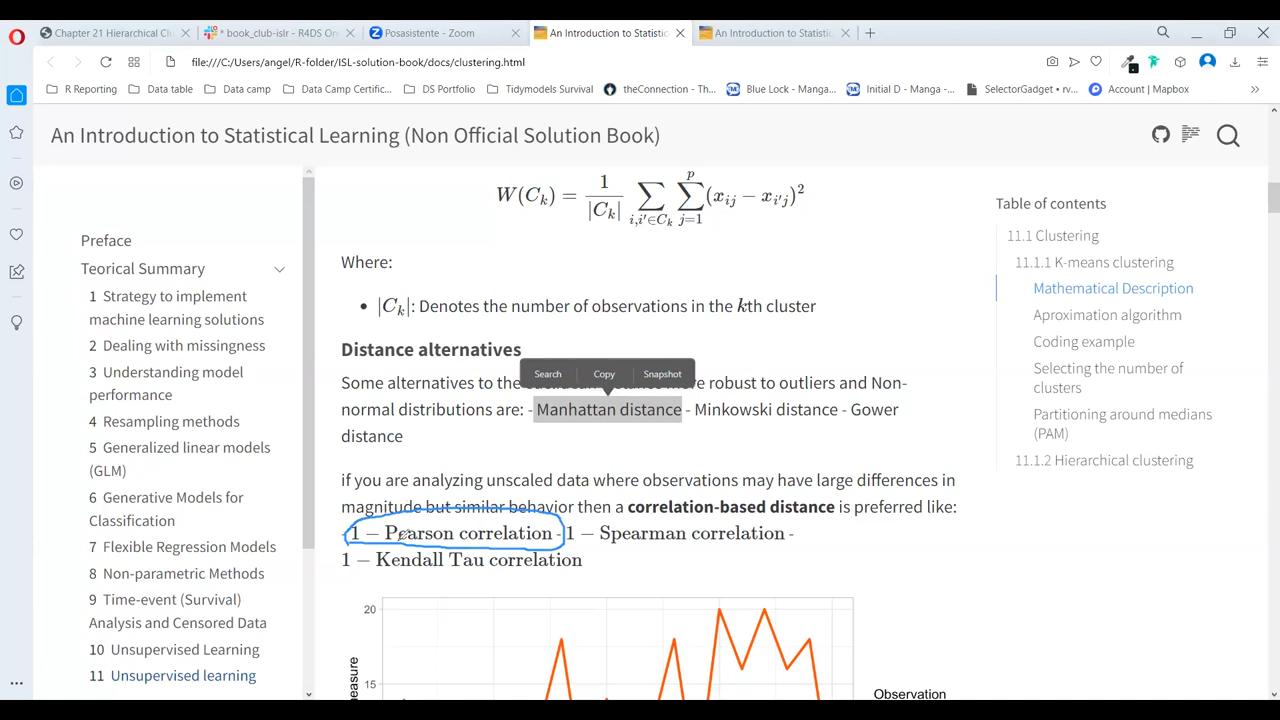 Chapter 21 Hierarchical Cl
* book_club-islr - R4DS On
Posasistente - Zoom
An Introduction to Statistic
An Introduction to Statistic
file:///C:/Users/angel/R-folder/ISL-solution-book/docs/clustering.html
R Reporting
Data table
Data camp
Data Camp Certific...
DS Portfolio
Tidymodels Survival
theConnection - Th...
Blue Lock - Manga...
Initial D - Manga -...
SelectorGadget • rv...
Account | Mapbox
An Introduction to Statistical Learning (Non Official Solution Book)
Preface
Teorical Summary
1 Strategy to implement
machine learning solutions
2 Dealing with missingness
3 Understanding model
performance
4 Resampling methods
5 Generalized linear models
(GLM)
6 Generative Models for
Classification
7 Flexible Regression Models
8 Non-parametric Methods
9 Time-event (Survival)
Analysis and Censored Data
10 Unsupervised Learning
11 Unsupervised learning
W(C_k) = \frac{1}{|C_k|} \sum_{i,i'∈C_k} \sum_{j=1}^{p} (x_{ij} − x_{i'j})^2
Where:
• |C_k|: Denotes the number of observations in the kth cluster
Distance alternatives
Search Copy Snapshot
Some alternatives to the euclidean distance more robust to outliers and Non-
normal distributions are: - Manhattan distance - Minkowski distance - Gower
distance
if you are analyzing unscaled data where observations may have large differences in
magnitude but similar behavior then a correlation-based distance is preferred like:
- 1 − Pearson correlation - 1 − Spearman correlation -
1 − Kendall Tau correlation
20
15
measure
Observation
Table of contents
11.1 Clustering
11.1.1 K-means clustering
Mathematical Description
Aproximation algorithm
Coding example
Selecting the number of
clusters
Partitioning around medians
(PAM)
11.1.2 Hierarchical clustering